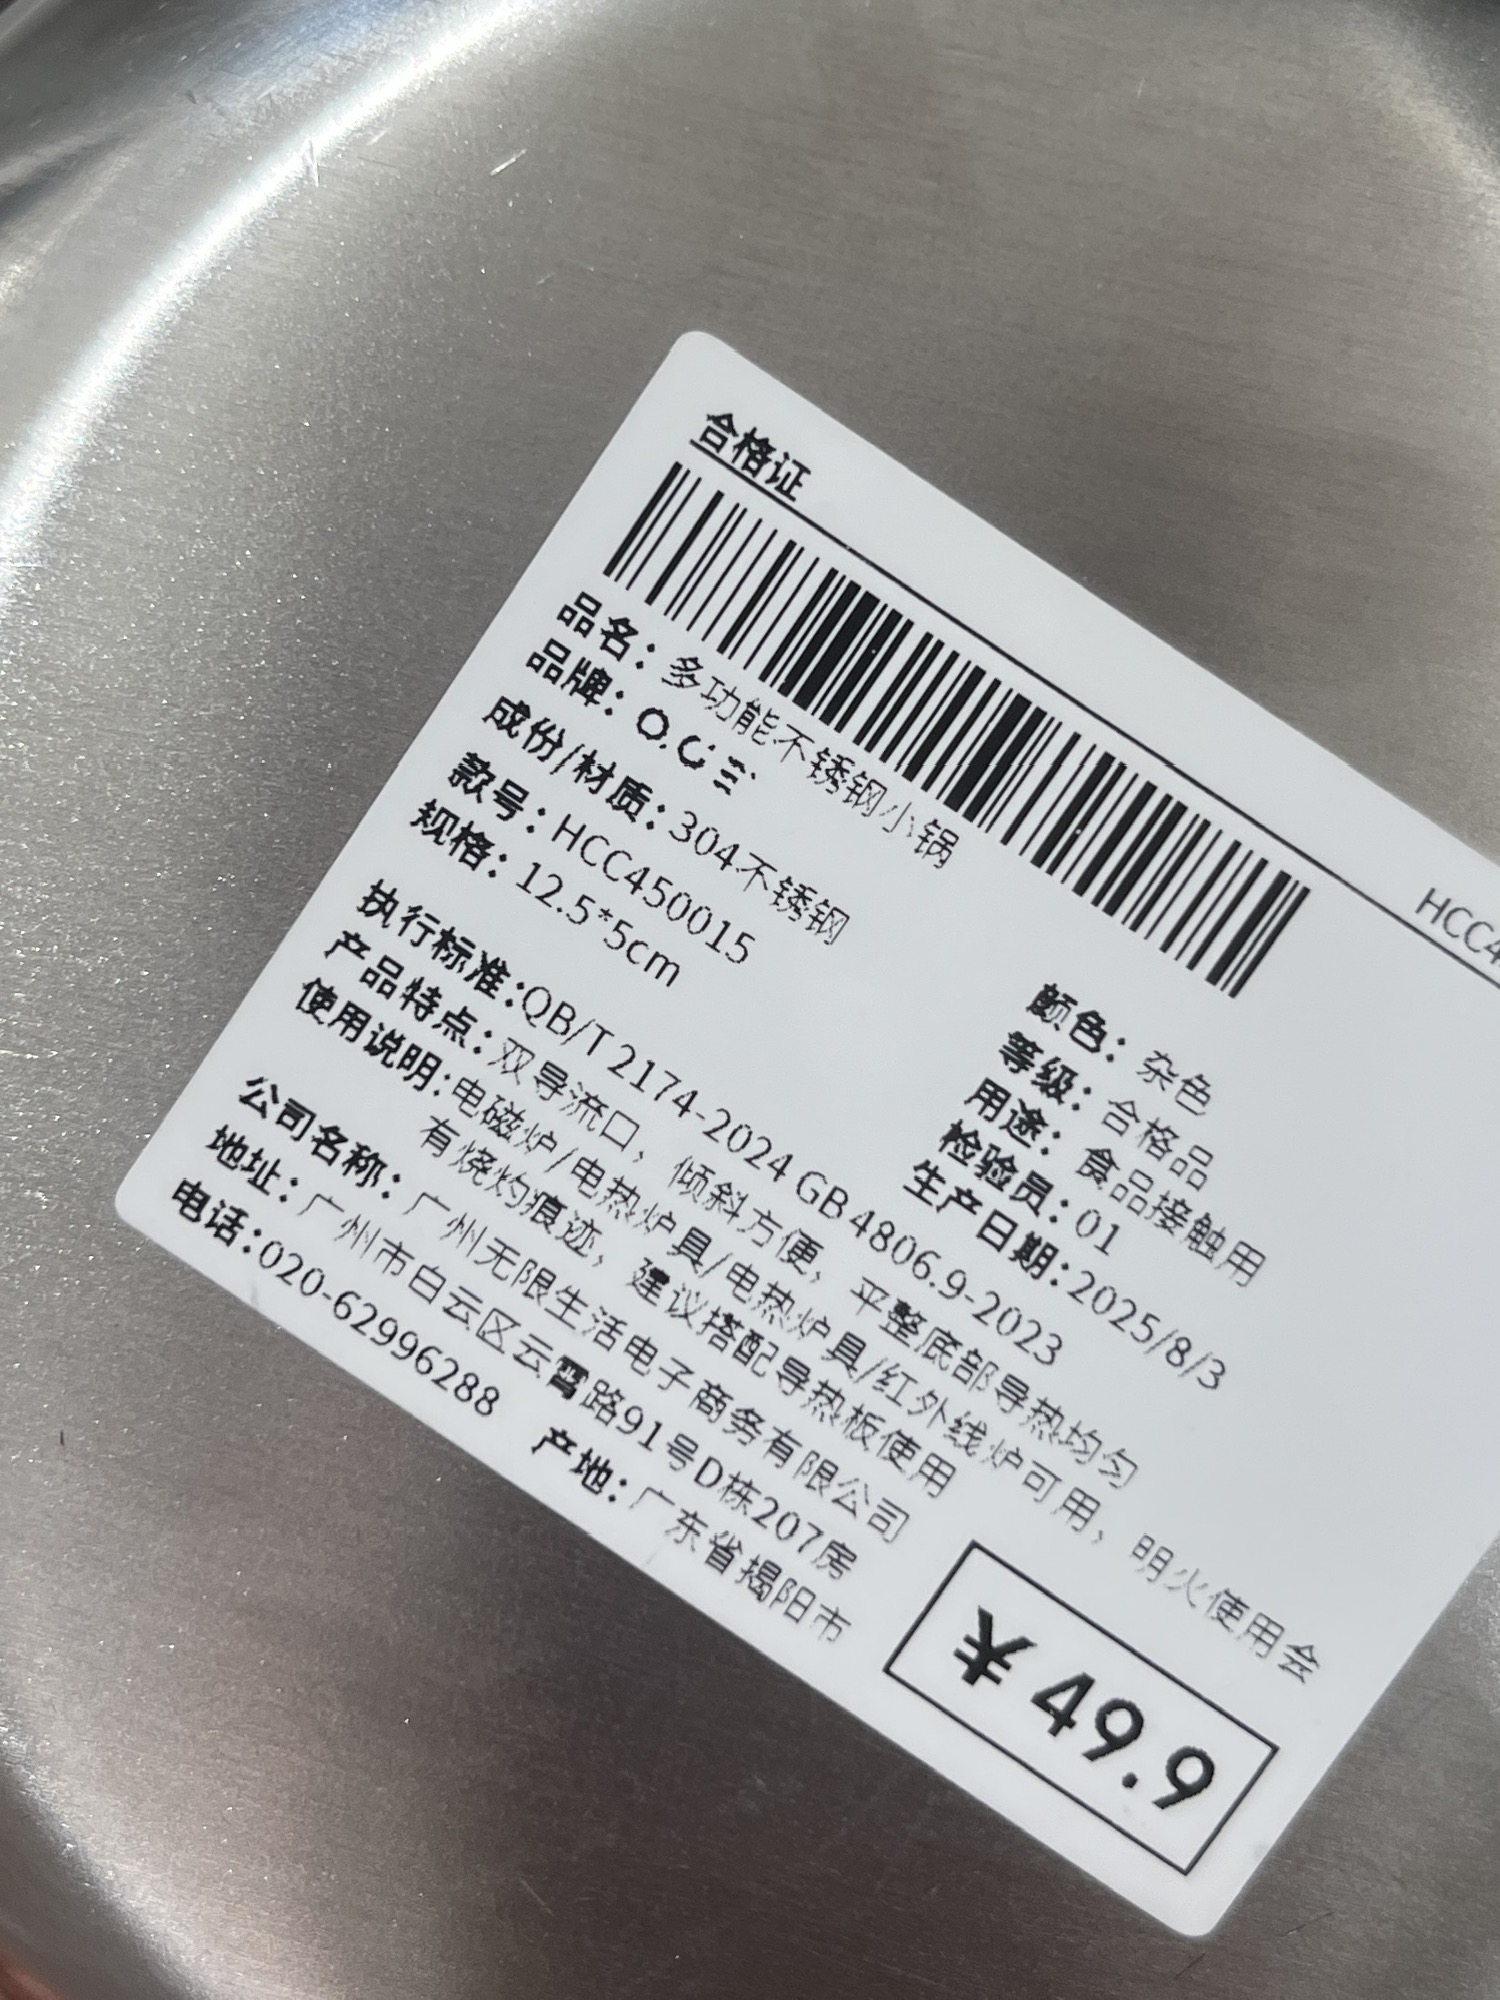 合格证
HCC4
品名：多功能不锈钢小锅
品牌：O.CE
成份/材质：304不锈钢
款号：HCC450015
规格：12.5*5cm
颜色：杂色
等级：合格品
用途：食品接触用
检验员：01
生产日期：2025/8/3
执行标准：QB/T 2174-2024 GB 4806.9-2023
产品特点：双导流口，倾斜方便，平整底部导热均匀
使用说明：电磁炉/电热炉具/电热炉具/红外线炉可用，明火使用会
有烧灼痕迹，建议搭配导热板使用
公司名称：广州无限生活电子商务有限公司
地址：广州市白云区云霄路91号D栋207房
电话：020-62996288 产地：广东省揭阳市
¥49.9